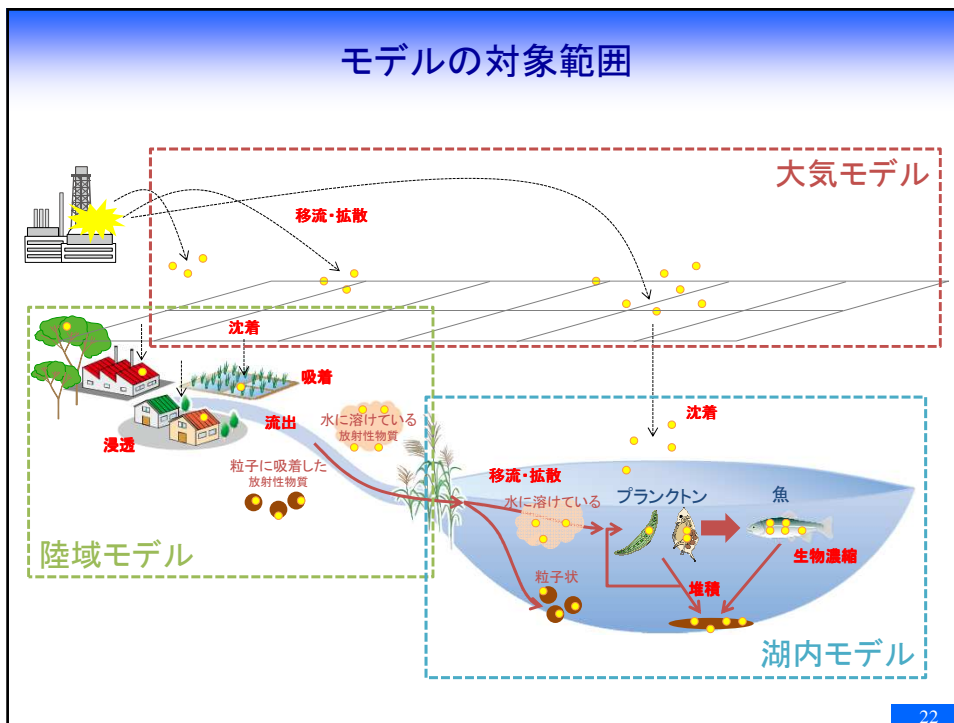 モデルの対象範囲
大気モデル
移流・拡散
沈着
吸着
流出
浸透
水に溶けている
放射性物質
粒子に吸着した
放射性物質
陸域モデル
沈着
移流・拡散
水に溶けている
プランクトン
魚
生物濃縮
粒子状
堆積
湖内モデル
22